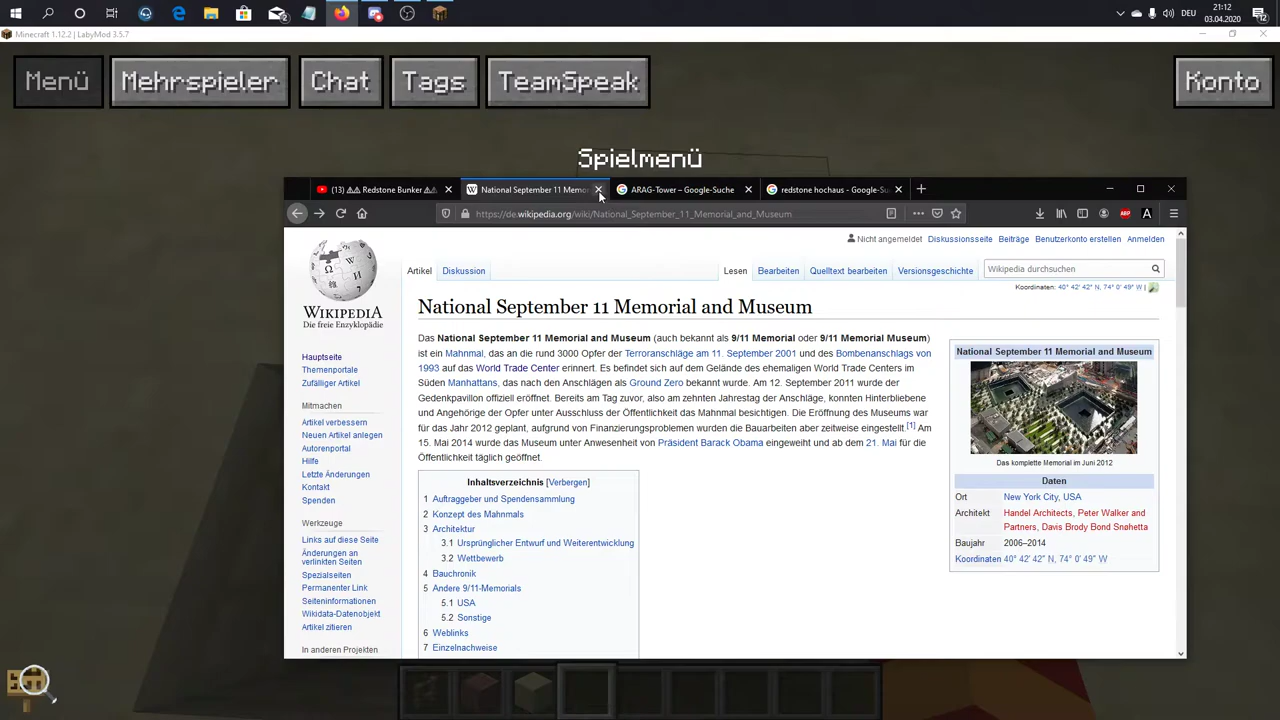 21:12
DEU
03.04.2020
12
Minecraft 1.12.2 | LabyMod 3.5.7
Menü Mehrspieler Chat Tags TeamSpeak Konto
Spielmenü
(13) ⚠⚠ Redstone Bunker ⚠⚠ National September 11 Memor ARAG-Tower – Google-Suche redstone hochaus - Google-Su
https://de.wikipedia.org/wiki/National_September_11_Memorial_and_Museum
ABP A
Nicht angemeldet Diskussionsseite Beiträge Benutzerkonto erstellen Anmelden
WIKIPEDIA
Die freie Enzyklopädie
Hauptseite
Themenportale
Zufälliger Artikel
Mitmachen
Artikel verbessern
Neuen Artikel anlegen
Autorenportal
Hilfe
Letzte Änderungen
Kontakt
Spenden
Werkzeuge
Links auf diese Seite
Änderungen an
verlinkten Seiten
Spezialseiten
Permanenter Link
Seiteninformationen
Wikidata-Datenobjekt
Artikel zitieren
In anderen Projekten
Artikel Diskussion Lesen Bearbeiten Quelltext bearbeiten Versionsgeschichte Wikipedia durchsuchen
Koordinaten: 40° 42′ 42″ N, 74° 0′ 49″ W
National September 11 Memorial and Museum
Das National September 11 Memorial and Museum (auch bekannt als 9/11 Memorial oder 9/11 Memorial Museum)
ist ein Mahnmal, das an die rund 3000 Opfer der Terroranschläge am 11. September 2001 und des Bombenanschlags von
1993 auf das World Trade Center erinnert. Es befindet sich auf dem Gelände des ehemaligen World Trade Centers im
Süden Manhattans, das nach den Anschlägen als Ground Zero bekannt wurde. Am 12. September 2011 wurde der
Gedenkpavillon offiziell eröffnet. Bereits am Tag zuvor, also am zehnten Jahrestag der Anschläge, konnten Hinterbliebene
und Angehörige der Opfer unter Ausschluss der Öffentlichkeit das Mahnmal besichtigen. Die Eröffnung des Museums war
für das Jahr 2012 geplant, aufgrund von Finanzierungsproblemen wurden die Bauarbeiten aber zeitweise eingestellt.[1] Am
15. Mai 2014 wurde das Museum unter Anwesenheit von Präsident Barack Obama eingeweiht und ab dem 21. Mai für die
Öffentlichkeit täglich geöffnet.
Inhaltsverzeichnis [Verbergen]
1 Auftraggeber und Spendensammlung
2 Konzept des Mahnmals
3 Architektur
3.1 Ursprünglicher Entwurf und Weiterentwicklung
3.2 Wettbewerb
4 Bauchronik
5 Andere 9/11-Memorials
5.1 USA
5.2 Sonstige
6 Weblinks
7 Einzelnachweise
National September 11 Memorial and Museum
Das komplette Memorial im Juni 2012
Daten
Ort New York City, USA
Architekt Handel Architects, Peter Walker and
Partners, Davis Brody Bond Snøhetta
Baujahr 2006–2014
Koordinaten 40° 42′ 42″ N, 74° 0′ 49″ W